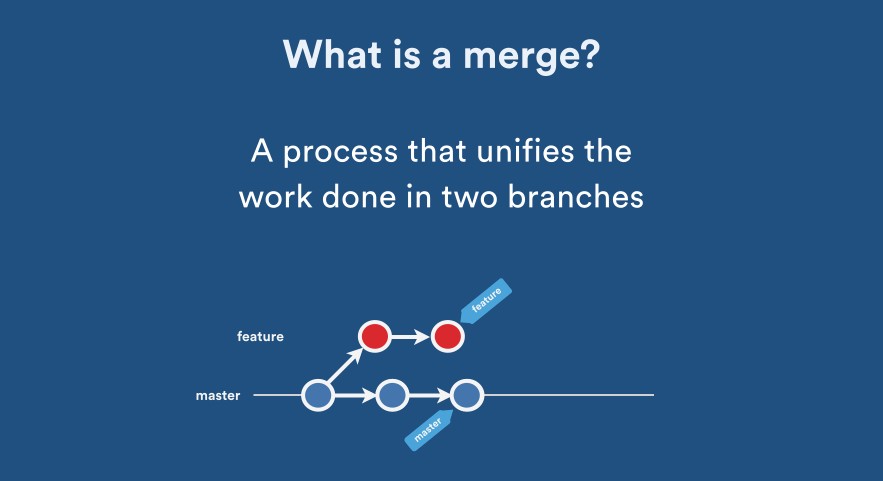 What is a merge?
A process that unifies the
work done in two branches
feature
feature
master
master